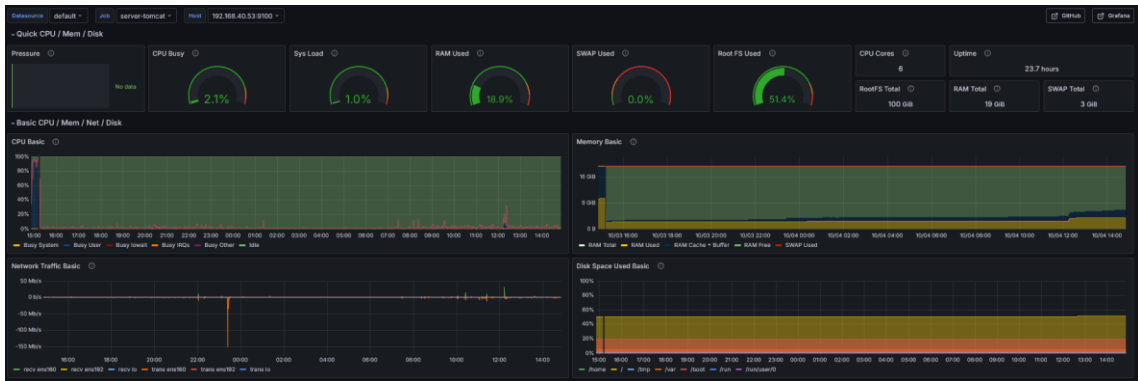 Datasource default Job server-tomcat Host 192.168.40.53:9100 GitHub Grafana
Quick CPU / Mem / Disk
Pressure CPU Busy Sys Load RAM Used SWAP Used Root FS Used CPU Cores Uptime
No data 2.1% 1.0% 18.9% 0.0% 51.4%
6 23.7 hours
RootFS Total RAM Total SWAP Total
100 GiB 19 GiB 3 GiB
Basic CPU / Mem / Net / Disk
CPU Basic
100%
80%
60%
40%
20%
0%
15:00 16:00 17:00 18:00 19:00 20:00 21:00 22:00 23:00 00:00 01:00 02:00 03:00 04:00 05:00 06:00 07:00 08:00 09:00 10:00 11:00 12:00 13:00 14:00
Busy System Busy User Busy Iowait Busy IRQs Busy Other Idle
Memory Basic
16 GiB
0 B
10/03 16:00 10/03 18:00 10/03 20:00 10/03 22:00 10/04 00:00 10/04 02:00 10/04 04:00 10/04 06:00 10/04 08:00 10/04 10:00 10/04 12:00 10/04 14:00
RAM Total RAM Used RAM Cache + Buffer RAM Free SWAP Used
Network Traffic Basic
50 Mb/s
0 b/s
-50 Mb/s
-100 Mb/s
-150 Mb/s
16:00 18:00 20:00 22:00 00:00 02:00 04:00 06:00 08:00 10:00 12:00 14:00
recv ens160 recv ens192 recv lo trans ens160 trans ens192 trans lo
Disk Space Used Basic
100%
80%
60%
40%
20%
0%
15:00 16:00 17:00 18:00 19:00 20:00 21:00 22:00 23:00 00:00 01:00 02:00 03:00 04:00 05:00 06:00 07:00 08:00 09:00 10:00 11:00 12:00 13:00 14:00
/home / /tmp /var /boot /run /run/user/0